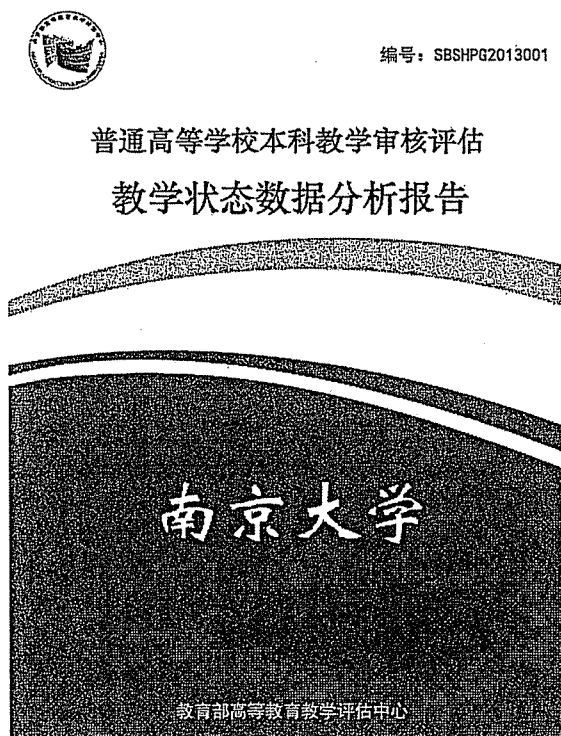 编号：SBSHPG2013001
普通高等学校本科教学审核评估
教学状态数据分析报告
南京大学
教育部高等教育教学评估中心